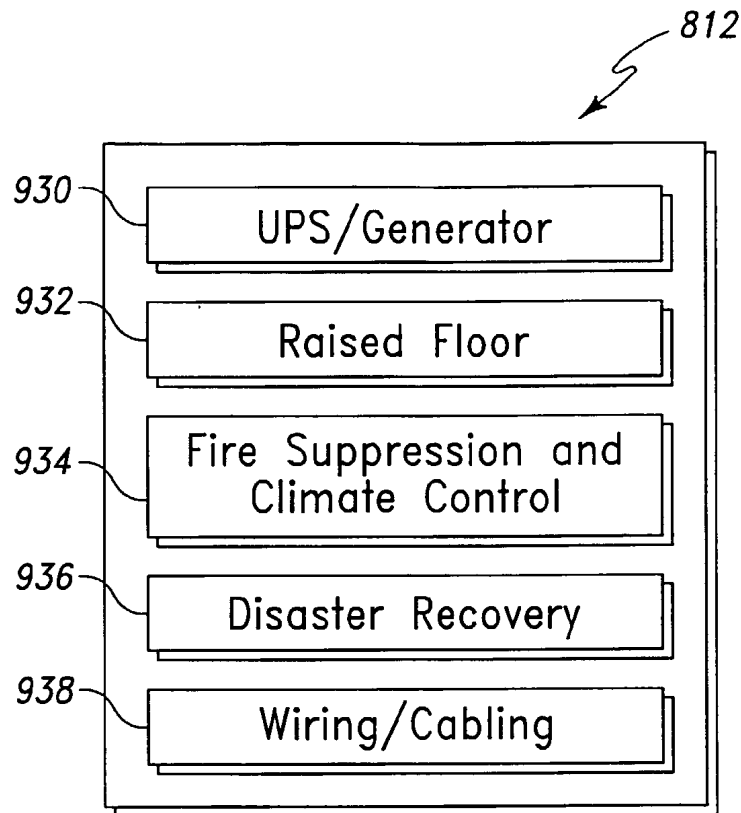 812
930
UPS/Generator
932
Raised Floor
934
Fire Suppression and
Climate Control
936
Disaster Recovery
938
Wiring/Cabling